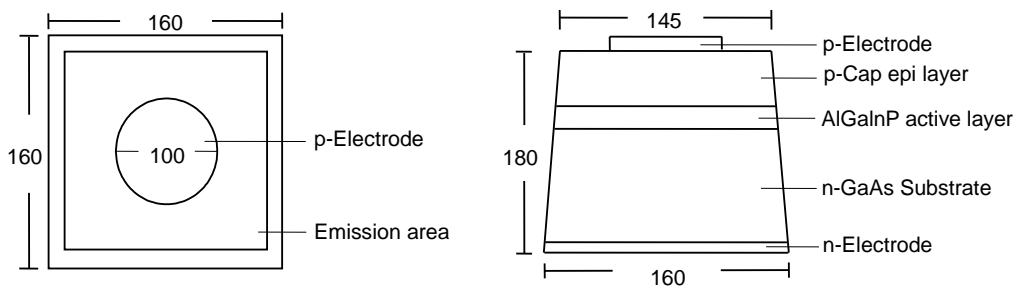 160
160
100
p-Electrode
Emission area
145
180
160
p-Electrode
p-Cap epi layer
AlGaInP active layer
n-GaAs Substrate
n-Electrode